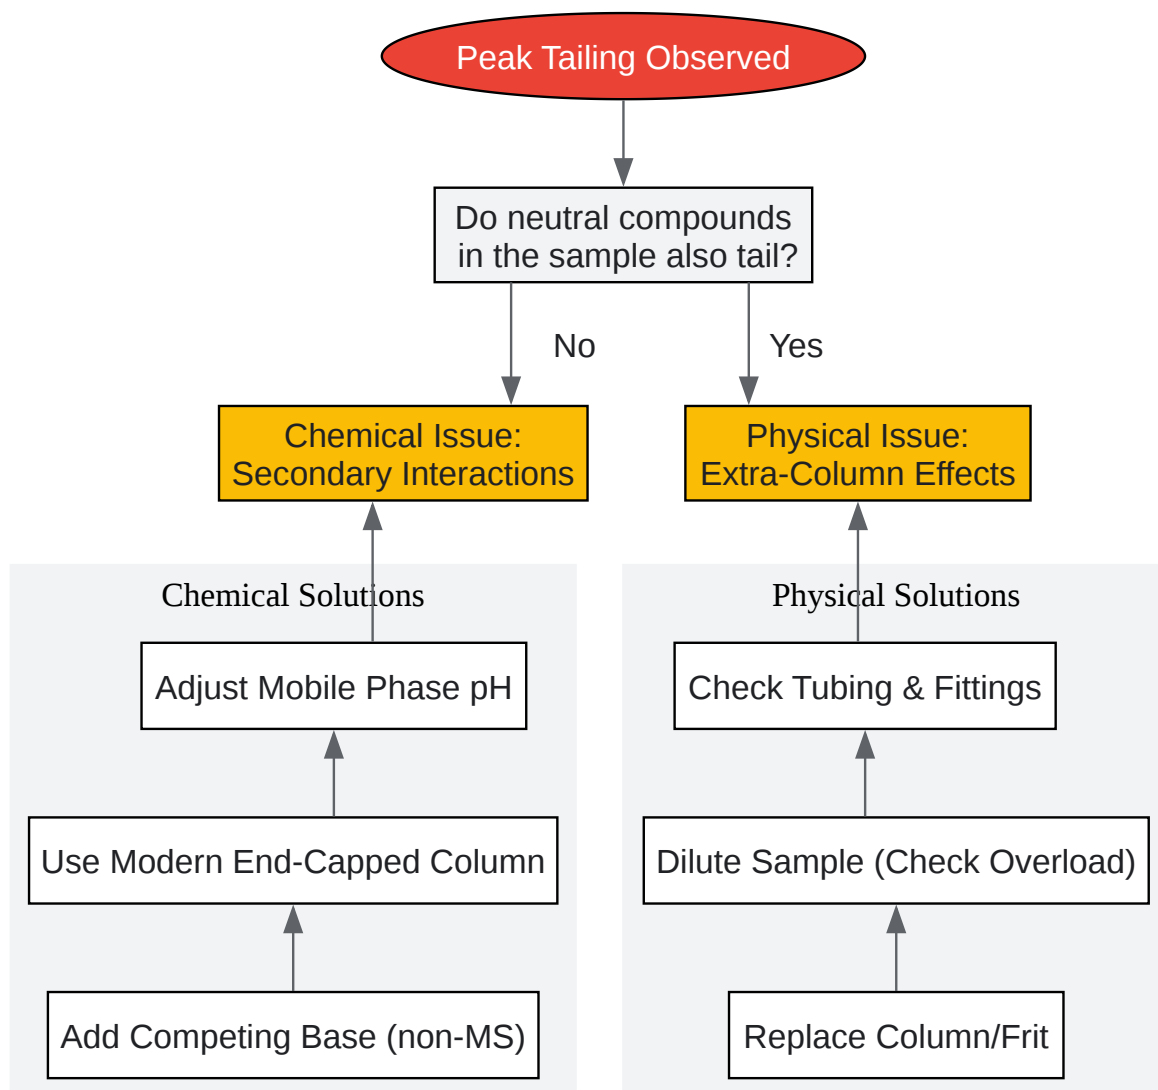 Peak Tailing Observed
Do neutral compounds
in the sample also tail?
No
Yes
Chemical Issue:
Secondary Interactions
Physical Issue:
Extra-Column Effects
Chemical Solutions
Adjust Mobile Phase pH
Use Modern End-Capped Column
Add Competing Base (non-MS)
Physical Solutions
Check Tubing & Fittings
Dilute Sample (Check Overload)
Replace Column/Frit